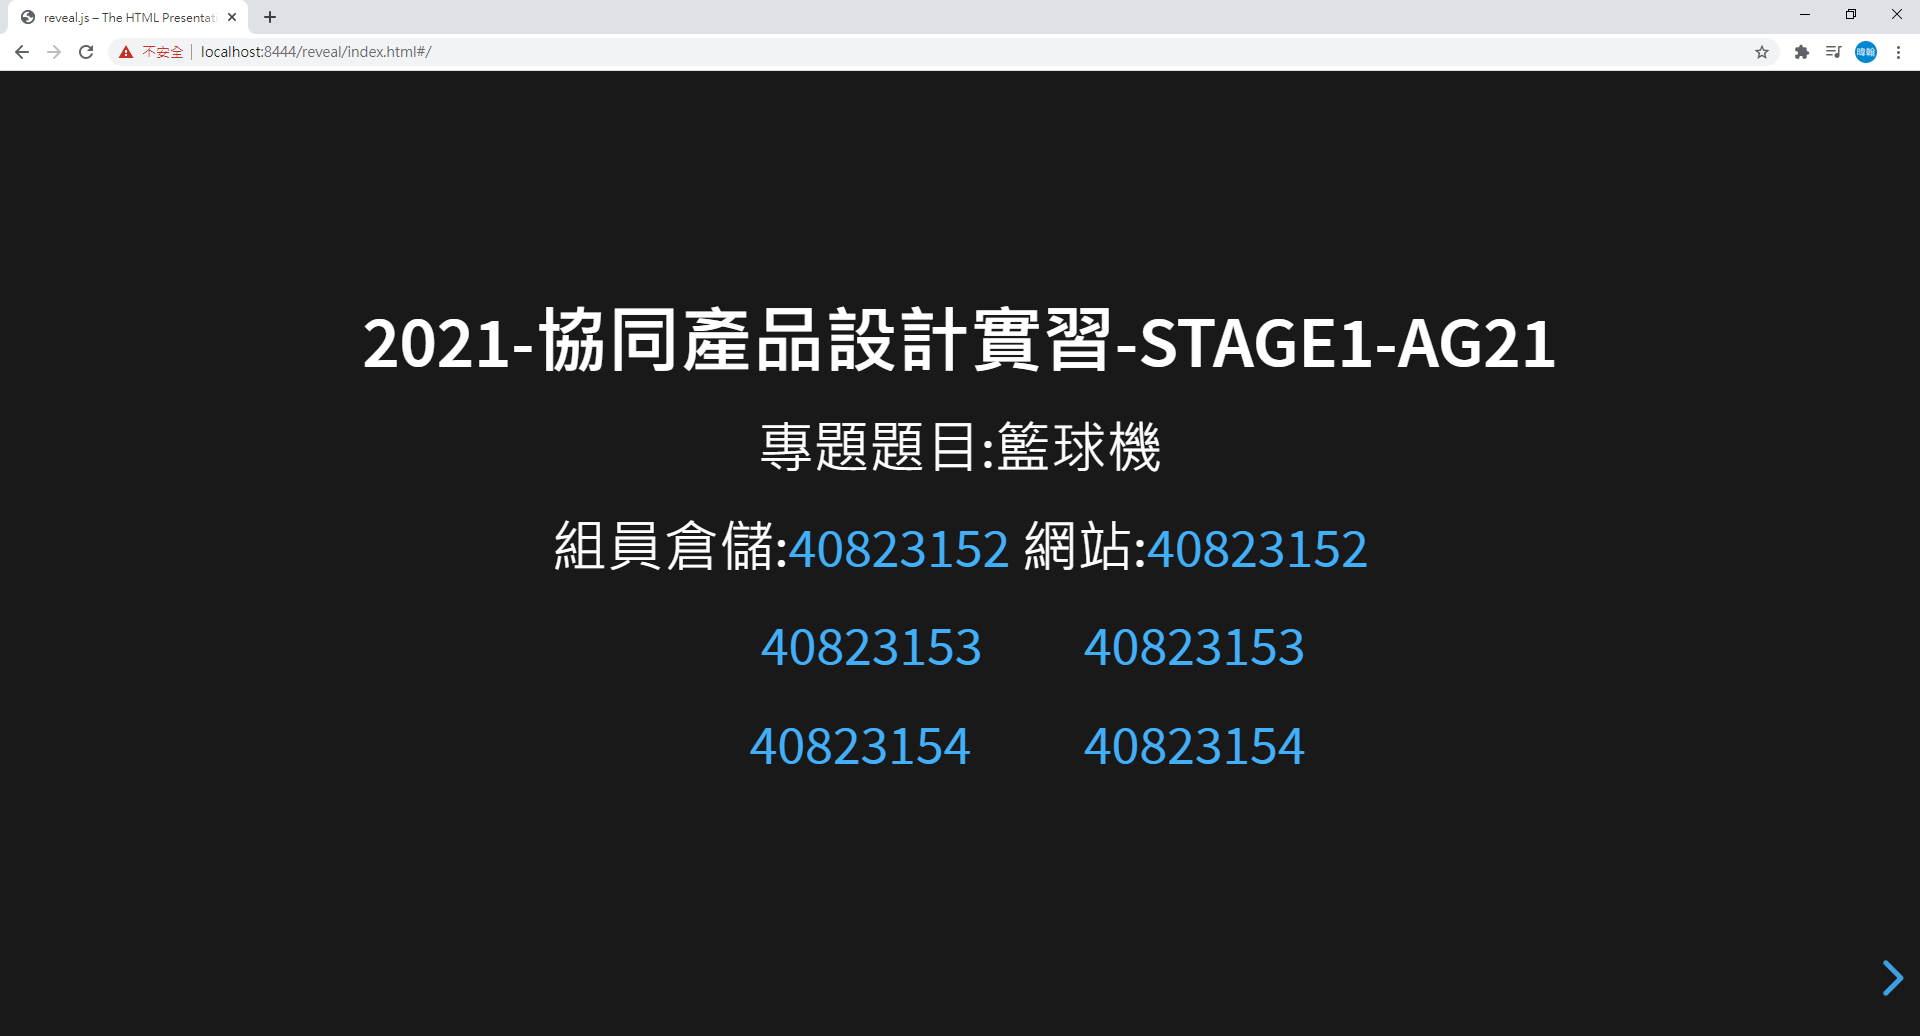 reveal.js – The HTML Presentati
不安全 localhost:8444/reveal/index.html#/
2021-協同產品設計實習-STAGE1-AG21
專題題目:籃球機
組員倉儲:40823152 網站:40823152
40823153 40823153
40823154 40823154